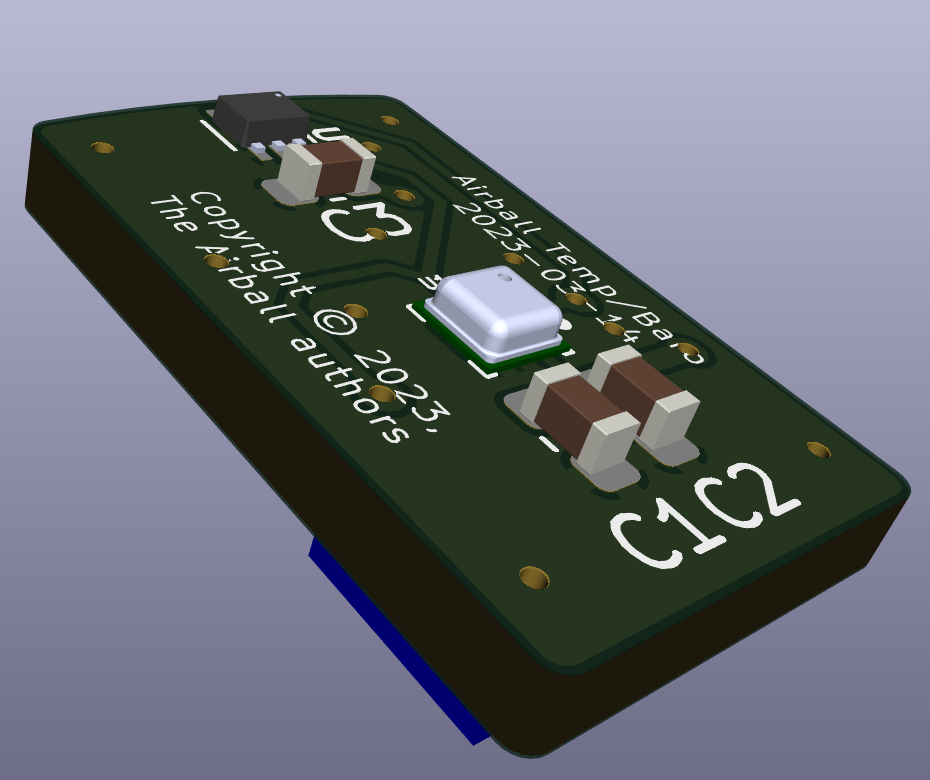 C3
Airball Temp/Baro
2023-03-14
Copyright © 2023,
The Airball authors
C1C2